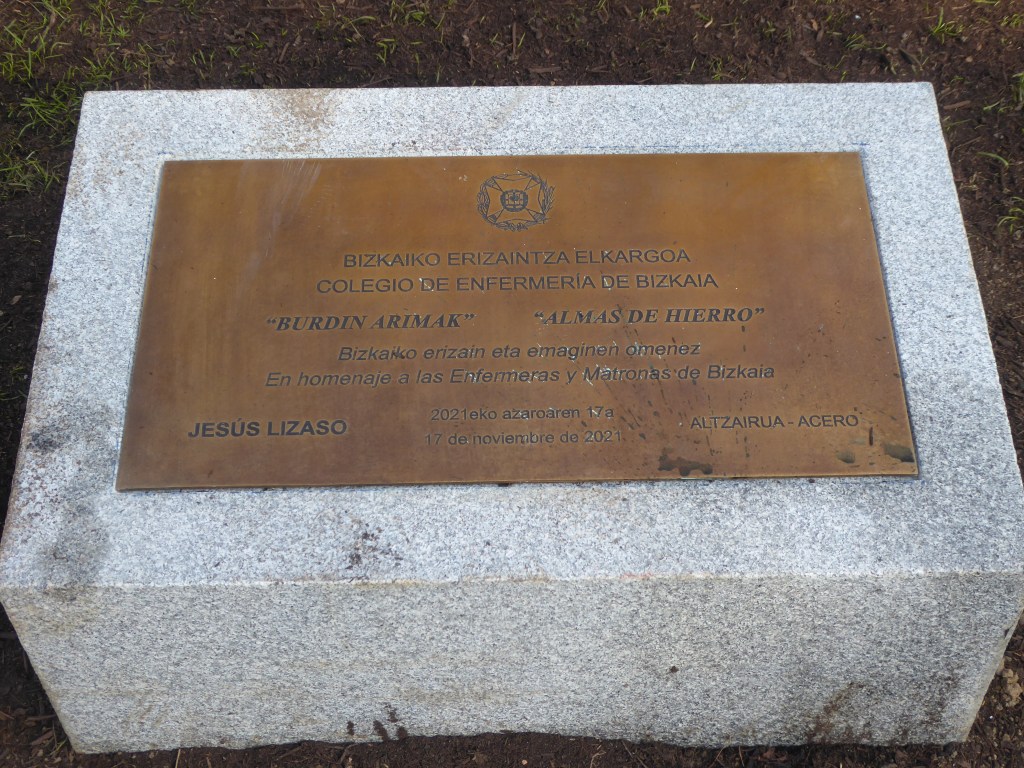 BIZKAIKO ERIZAINTZA ELKARGOA
COLEGIO DE ENFERMERÍA DE BIZKAIA
“BURDIN ARIMAK” “ALMAS DE HIERRO”
Bizkaiko erizain eta emaginen omenez
En homenaje a las Enfermeras y Matronas de Bizkaia
JESÚS LIZASO
2021eko azaroaren 17a
17 de noviembre de 2021
ALTZAIRUA - ACERO